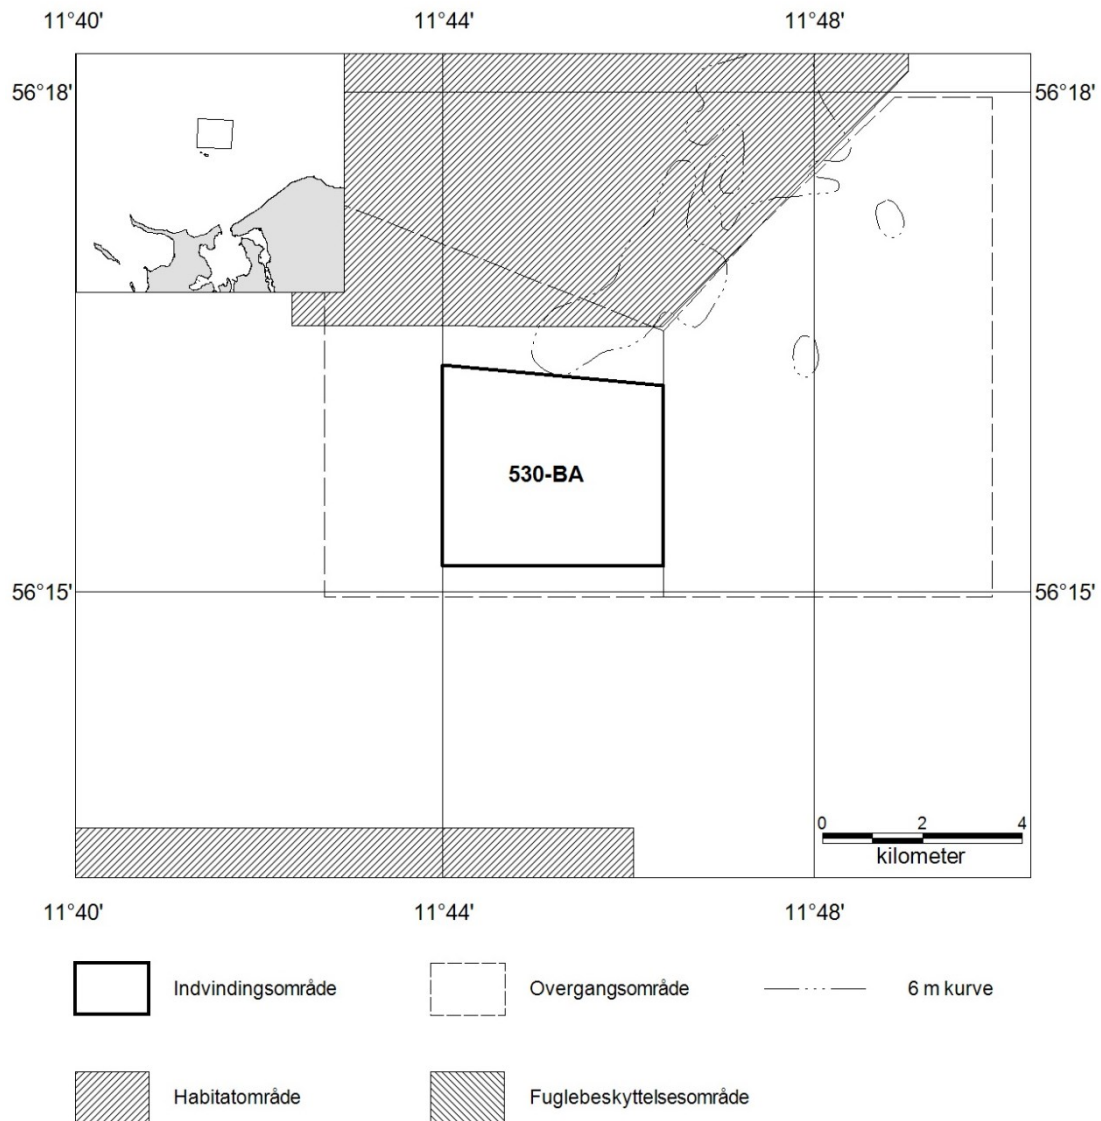 11°40' 11°44' 11°48'
56°18' 56°18'
530-BA
56°15' 56°15'
0 2 4
kilometer
11°40' 11°44' 11°48'
Indvindingsområde Overgangsområde 6 m kurve
Habitatområde Fuglebeskyttelsesområde